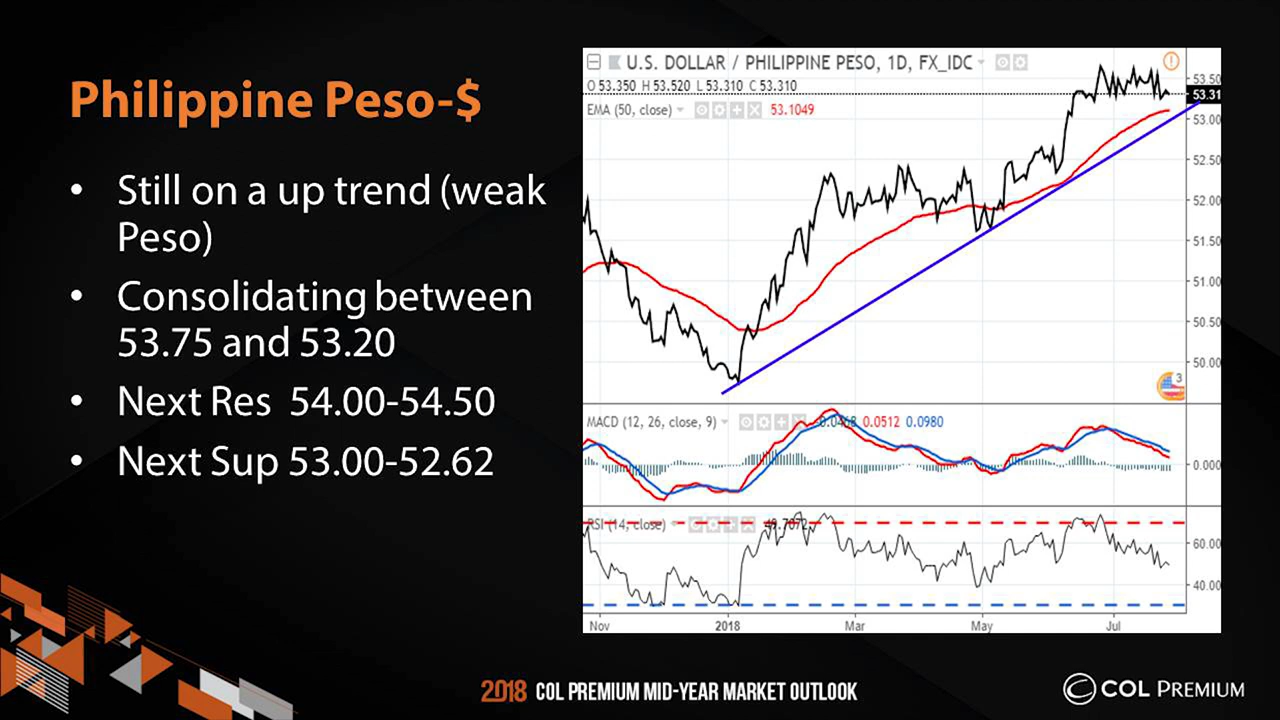 Philippine Peso-$
• Still on a up trend (weak
Peso)
• Consolidating between
53.75 and 53.20
• Next Res 54.00-54.50
• Next Sup 53.00-52.62
U.S. DOLLAR / PHILIPPINE PESO, 1D, FX_IDC
O 53.350 H 53.520 L 53.310 C 53.310
EMA (50, close) 53.1049
53.50
53.31
53.00
52.50
52.00
51.50
51.00
50.50
50.00
3
MACD (12, 26, close, 9) -0.0468 0.0512 0.0980
0.000
RSI (14, close) 49.7072
60.00
40.00
Nov 2018 Mar May Jul
2018 COL PREMIUM MID-YEAR MARKET OUTLOOK
COL PREMIUM